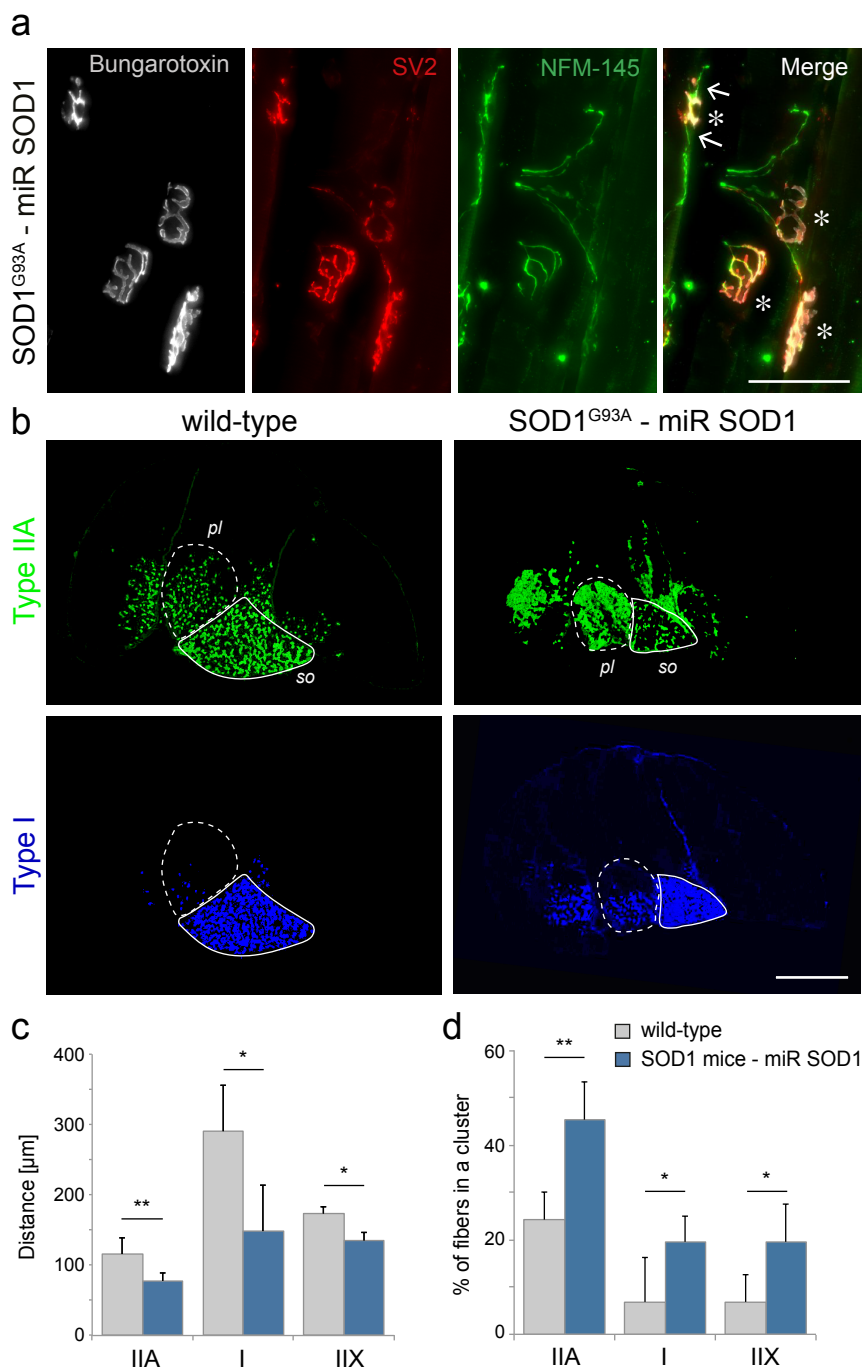 a
SOD1G93A - miR SOD1
Bungarotoxin
SV2
NFM-145
Merge
*
*
*
*
b
wild-type
SOD1G93A - miR SOD1
Type IIA
pl
so
pl
so
Type I
c
Distance [µm]
400
300
200
100
0
**
*
*
IIA
I
IIX
d
wild-type
SOD1 mice - miR SOD1
% of fibers in a cluster
60
40
20
0
**
*
*
IIA
I
IIX